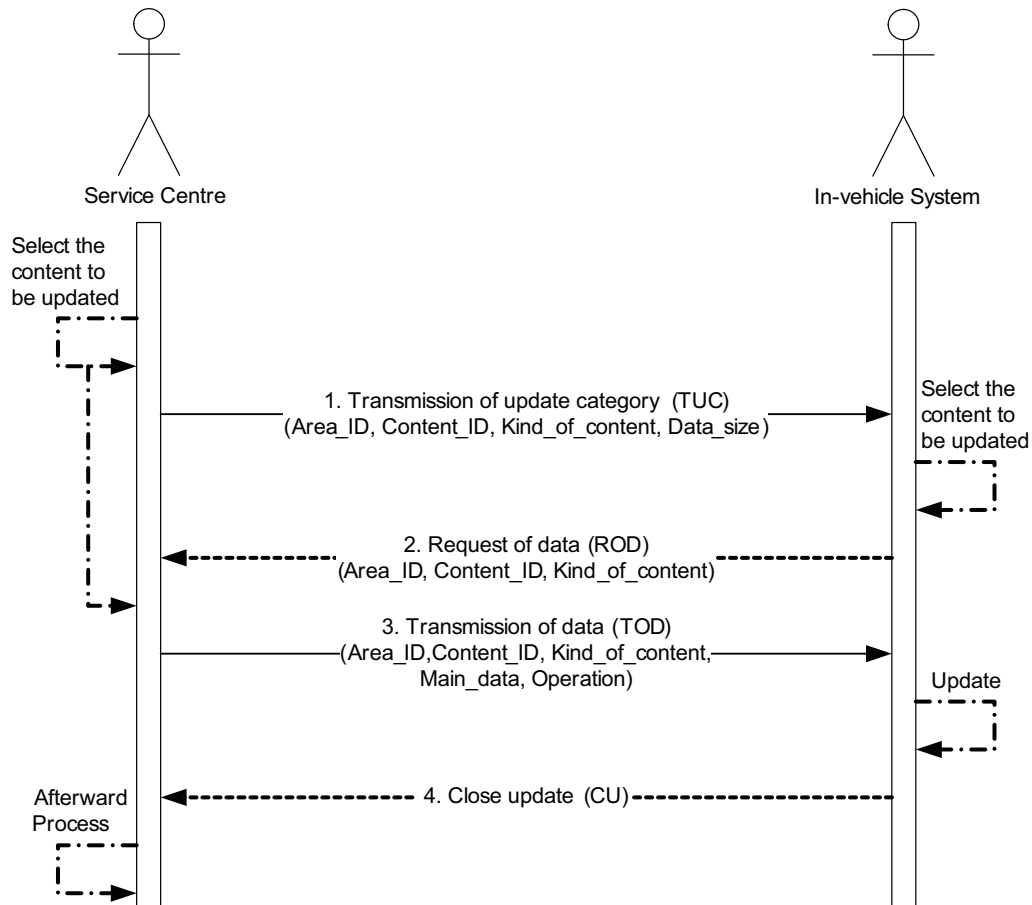 Service Centre
In-vehicle System
Select the
content to
be updated
1. Transmission of update category (TUC)
(Area_ID, Content_ID, Kind_of_content, Data_size)
Select the
content to
be updated
2. Request of data (ROD)
(Area_ID, Content_ID, Kind_of_content)
3. Transmission of data (TOD)
(Area_ID,Content_ID, Kind_of_content,
Main_data, Operation)
Update
4. Close update (CU)
Afterward
Process